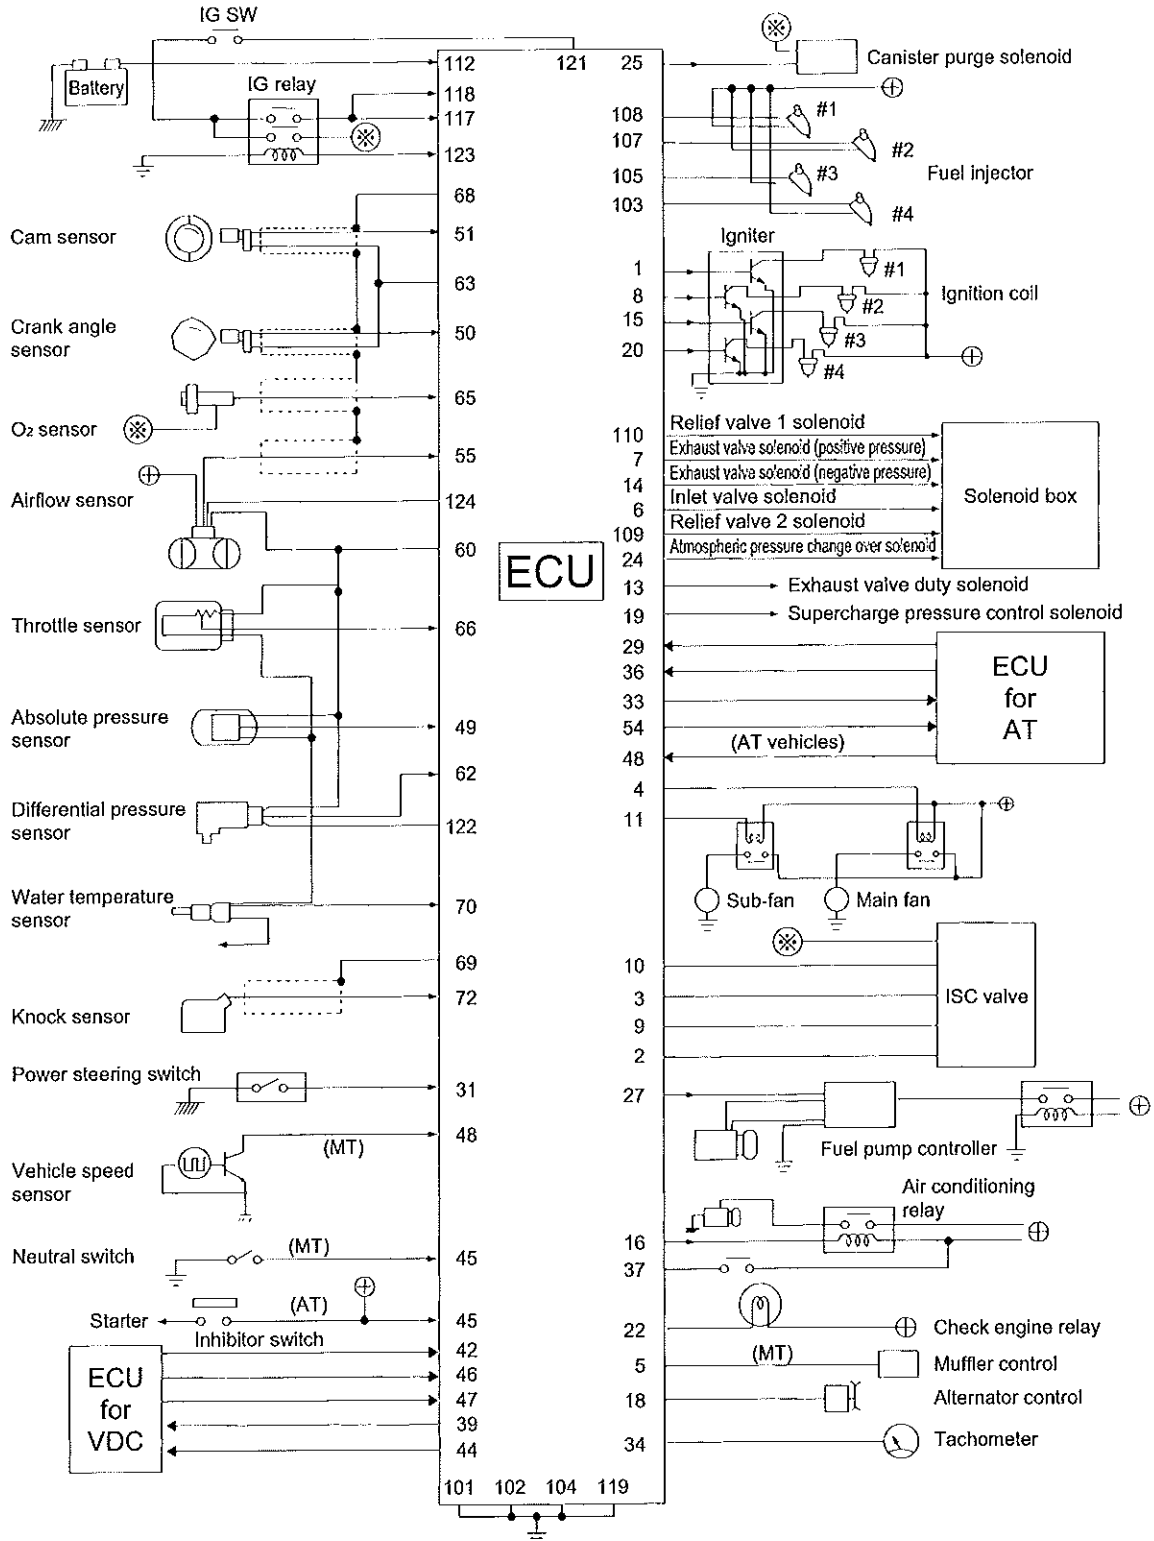 IG SW
112
121
25
Canister purge solenoid
Battery
IG relay
118
117
123
108
#1
107
#2
105
#3
Fuel injector
103
#4
68
Cam sensor
51
63
Crank angle
sensor
50
O₂ sensor
65
55
Airflow sensor
124
60
Throttle sensor
66
Absolute pressure
sensor
49
62
Differential pressure
sensor
122
Water temperature
sensor
70
69
Knock sensor
72
Power steering switch
31
48
(MT)
Vehicle speed
sensor
Neutral switch
(MT)
45
(AT)
Starter
45
Inhibitor switch
ECU
for
VDC
42
46
47
39
44
ECU
101
102
104
119
Igniter
1
#1
8
#2
Ignition coil
15
#3
20
#4
Relief valve 1 solenoid
110
Exhaust valve solenoid (positive pressure)
7
Exhaust valve solenoid (negative pressure)
14
Inlet valve solenoid
6
Relief valve 2 solenoid
109
Atmospheric pressure change over solenoid
24
Solenoid box
13
Exhaust valve duty solenoid
19
Supercharge pressure control solenoid
29
36
33
54
(AT vehicles)
48
ECU
for
AT
4
11
Sub-fan
Main fan
10
3
9
2
ISC valve
27
Fuel pump controller
Air conditioning
relay
16
37
22
Check engine relay
5
(MT)
Muffler control
18
Alternator control
34
Tachometer